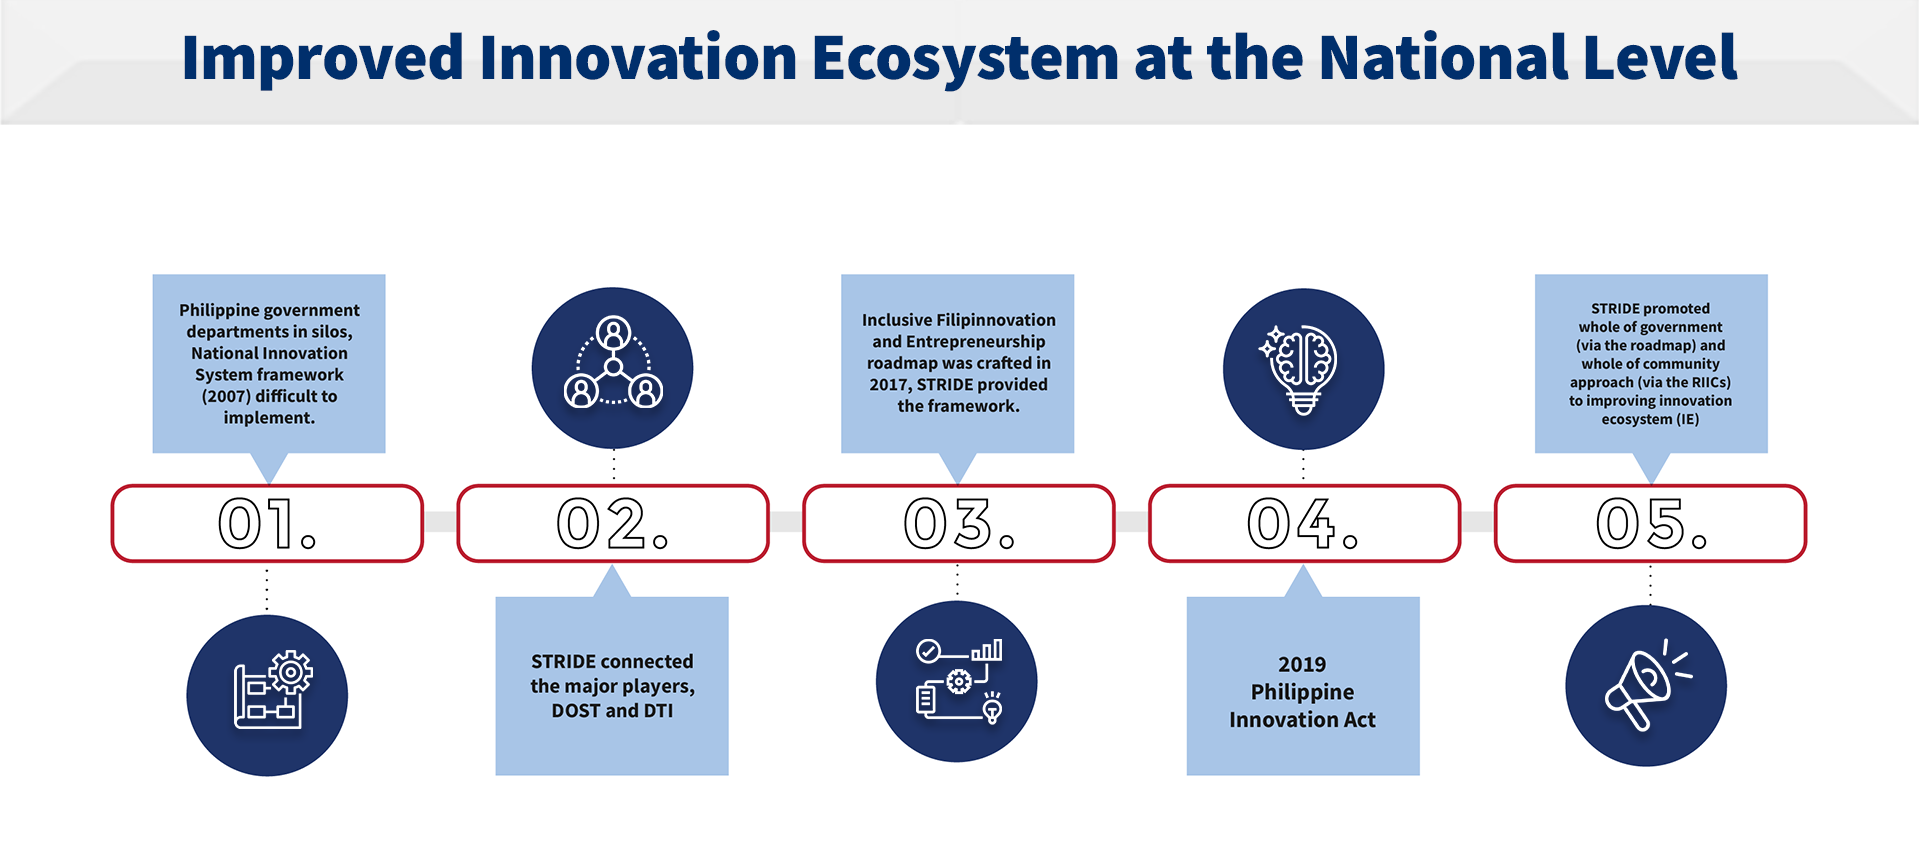 Improved Innovation Ecosystem at the National Level
Philippine government
departments in silos,
National Innovation
System framework
(2007) difficult to
implement.
01.
02.
STRIDE connected
the major players,
DOST and DTI
Inclusive Filipinnovation
and Entrepreneurship
roadmap was crafted in
2017, STRIDE provided
the framework.
03.
04.
2019
Philippine
Innovation Act
STRIDE promoted
whole of government
(via the roadmap) and
whole of community
approach (via the RIICs)
to improving innovation
ecosystem (IE)
05.